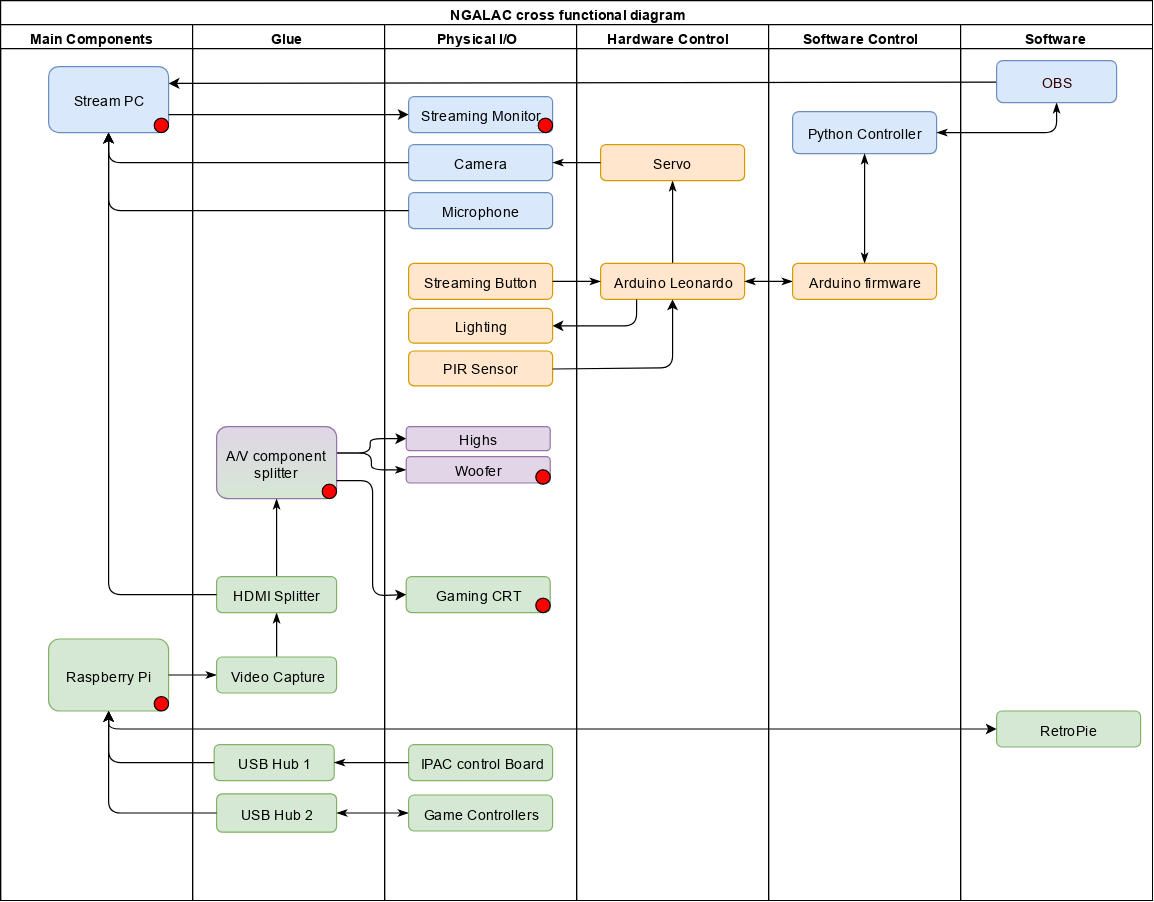 NGALAC cross functional diagram
Main Components
Glue
Physical I/O
Hardware Control
Software Control
Software
Stream PC
OBS
Streaming Monitor
Python Controller
Camera
Servo
Microphone
Streaming Button
Arduino Leonardo
Arduino firmware
Lighting
PIR Sensor
A/V component
splitter
Highs
Woofer
HDMI Splitter
Gaming CRT
Raspberry Pi
Video Capture
RetroPie
USB Hub 1
IPAC control Board
USB Hub 2
Game Controllers